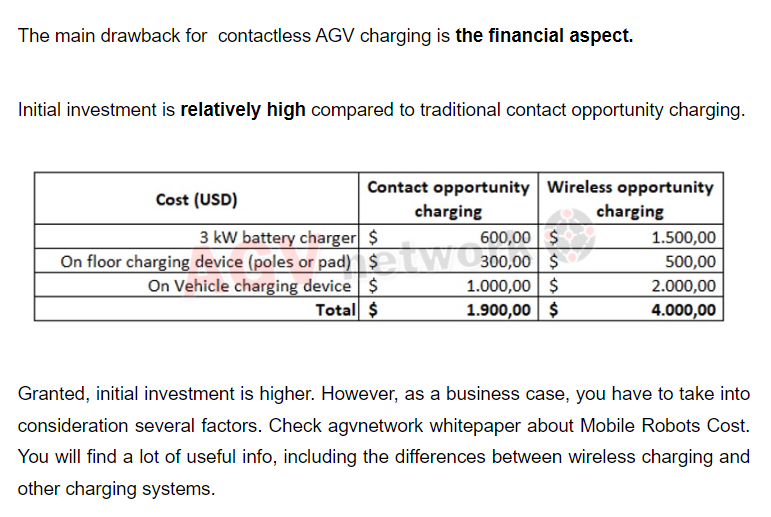 The main drawback for contactless AGV charging is the financial aspect.
Initial investment is relatively high compared to traditional contact opportunity charging.
Cost (USD) Contact opportunity charging Wireless opportunity charging
3 kW battery charger $ 600,00 $ 1.500,00
On floor charging device (poles or pad) $ 300,00 $ 500,00
On Vehicle charging device $ 1.000,00 $ 2.000,00
Total $ 1.900,00 $ 4.000,00
AGV network
Granted, initial investment is higher. However, as a business case, you have to take into
consideration several factors. Check agvnetwork whitepaper about Mobile Robots Cost.
You will find a lot of useful info, including the differences between wireless charging and
other charging systems.